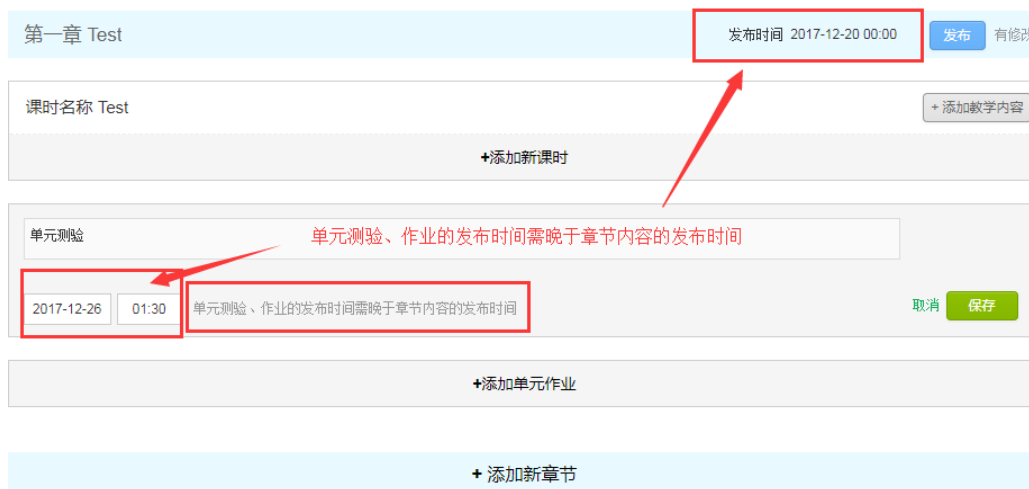 第一章 Test
发布时间 2017-12-20 00:00
发布
有修改
课时名称 Test
+ 添加教学内容
+添加新课时
单元测验
单元测验、作业的发布时间需晚于章节内容的发布时间
2017-12-26
01:30
单元测验、作业的发布时间需晚于章节内容的发布时间
取消
保存
+添加单元作业
+ 添加新章节